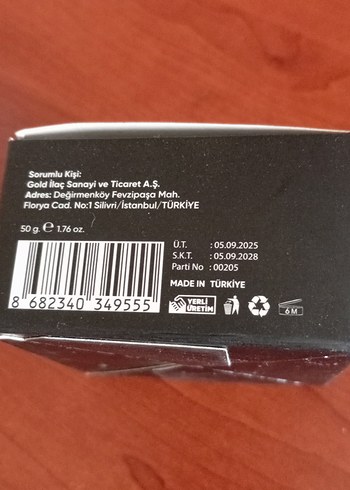 Sorumlu Kişi:
Gold İlaç Sanayi ve Ticaret A.Ş.
Adres: Değirmenköy Fevzipaşa Mah.
Florya Cad. No:1 Silivri/İstanbul/TÜRKİYE
50 g. ℮ 1.76 oz.
Ü.T. : 05.09.2025
S.K.T. : 05.09.2028
Parti No : 00205
MADE IN TÜRKİYE
8 682340 349555
YERLİ
ÜRETİM
6 M